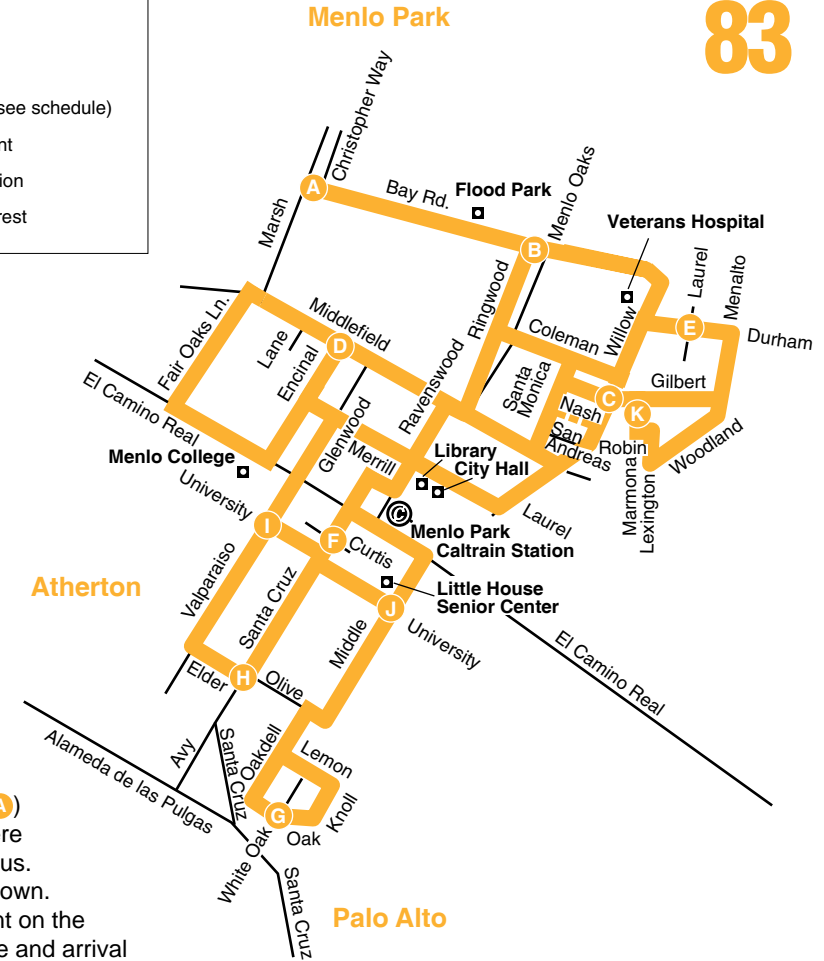 Menlo Park
83
see schedule)
nt
ion
rest
Christopher Way
Marsh
A
Bay Rd.
Flood Park
Menlo Oaks
B
Veterans Hospital
Laurel
Menalto
Fair Oaks Ln.
Middlefield
Lane
Encinal
D
Ringwood
Coleman
Willow
E
Durham
El Camino Real
Glenwood
Ravenswood
Santa
Monica
Gilbert
C
K
Nash
San
Andreas
Robin
Woodland
Marmona
Lexington
Merrill
Library
City Hall
Menlo College
University
Laurel
C
Menlo Park
Caltrain Station
I
F
Curtis
Atherton
Valparaiso
Santa Cruz
Little House
Senior Center
J
University
Middle
El Camino Real
Elder
H
Olive
Avy
Santa Cruz
Oakdell
Lemon
Alameda de las Pulgas
Knoll
G
Oak
White Oak
Santa Cruz
Palo Alto
A)
ere
us.
own.
nt on the
e and arrival